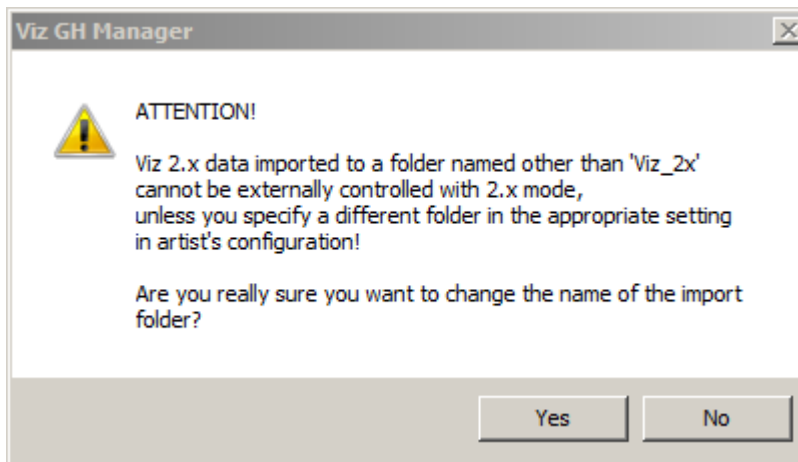 Viz GH Manager
ATTENTION!
Viz 2.x data imported to a folder named other than 'Viz_2x'
cannot be externally controlled with 2.x mode,
unless you specify a different folder in the appropriate setting
in artist's configuration!
Are you really sure you want to change the name of the import
folder?
Yes
No